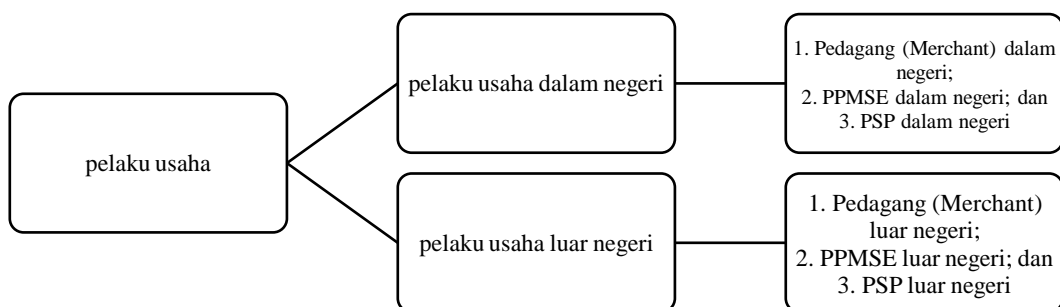 pelaku usaha
pelaku usaha dalam negeri
1. Pedagang (Merchant) dalam
negeri;
2. PPMSE dalam negeri; dan
3. PSP dalam negeri
pelaku usaha luar negeri
1. Pedagang (Merchant)
luar negeri;
2. PPMSE luar negeri; dan
3. PSP luar negeri